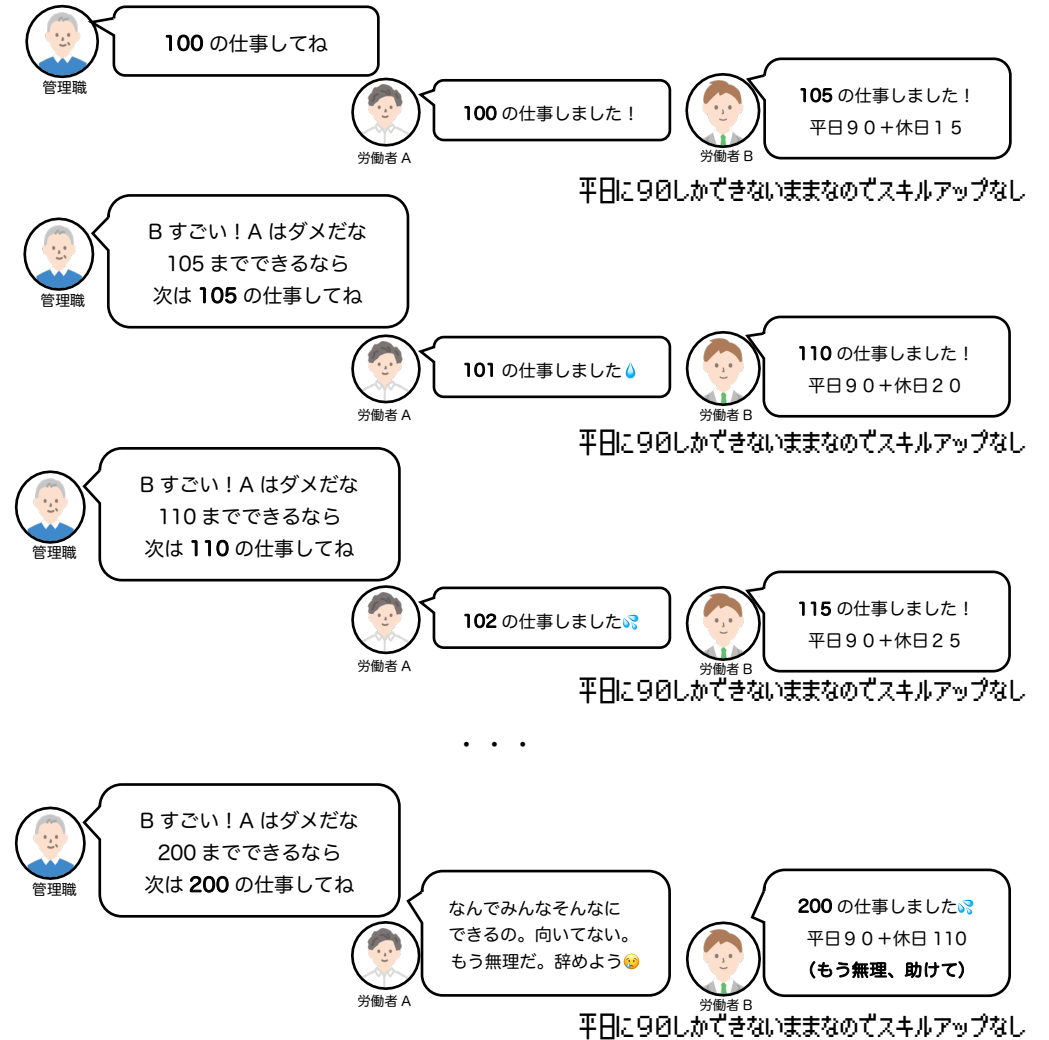 100 の仕事してね
管理職
100 の仕事しました！
労働者 A
105 の仕事しました！
平日９０＋休日１５
労働者 B
平日に90しかできないままなのでスキルアップなし
B すごい！A はダメだな
105 までできるなら
次は 105 の仕事してね
管理職
101 の仕事しました💧
労働者 A
110 の仕事しました！
平日９０＋休日２０
労働者 B
平日に90しかできないままなのでスキルアップなし
B すごい！A はダメだな
110 までできるなら
次は 110 の仕事してね
管理職
102 の仕事しました💦
労働者 A
115 の仕事しました！
平日９０＋休日２５
労働者 B
平日に90しかできないままなのでスキルアップなし
・・・
B すごい！A はダメだな
200 までできるなら
次は 200 の仕事してね
管理職
なんでみんなそんなに
できるの。向いてない。
もう無理だ。辞めよう😢
労働者 A
200 の仕事しました💦
平日９０＋休日 110
（もう無理、助けて）
労働者 B
平日に90しかできないままなのでスキルアップなし